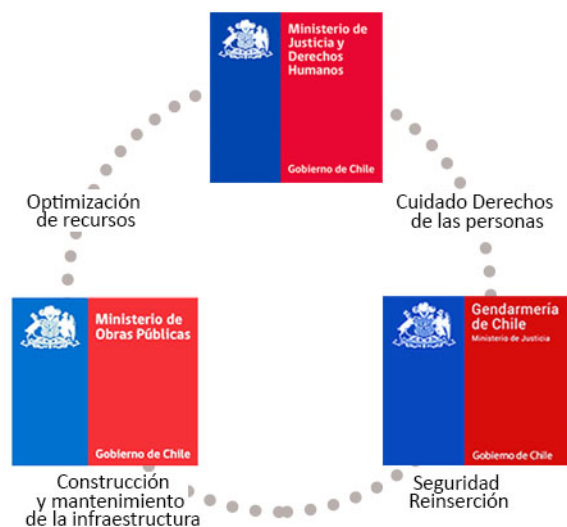 Ministerio de
Justicia y
Derechos
Humanos
Gobierno de Chile
Optimización
de recursos
Cuidado Derechos
de las personas
Ministerio de
Obras Públicas
Gobierno de Chile
Gendarmería
de Chile
Ministerio de Justicia
Gobierno de Chile
Construcción
y mantenimiento
de la infraestructura
Seguridad
Reinserción